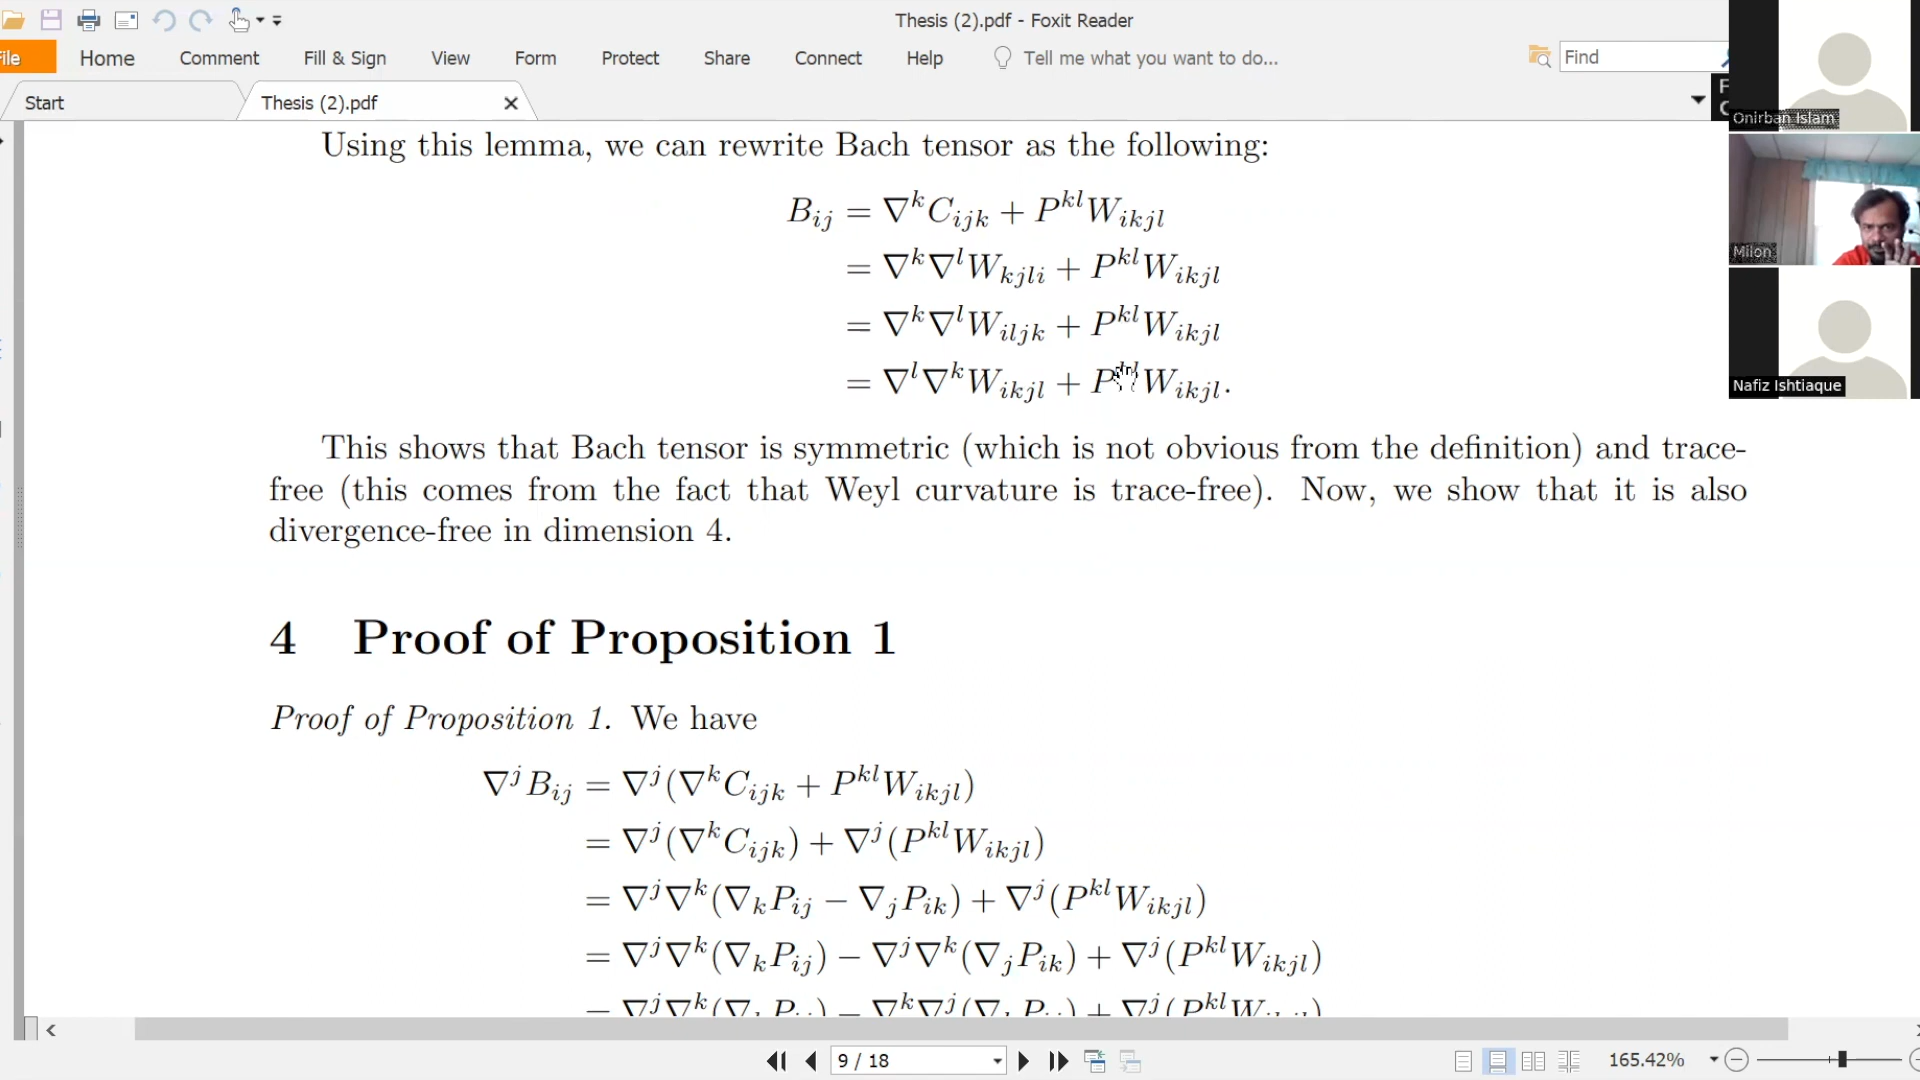 Thesis (2).pdf - Foxit Reader
Home Comment Fill & Sign View Form Protect Share Connect Help Tell me what you want to do... Find
Start Thesis (2).pdf
Onirban Islam
Milon
Nafiz Ishtiaque
Using this lemma, we can rewrite Bach tensor as the following:
B_{ij} = ∇^k C_{ijk} + P^{kl} W_{ikjl}
= ∇^k ∇^l W_{kjli} + P^{kl} W_{ikjl}
= ∇^k ∇^l W_{iljk} + P^{kl} W_{ikjl}
= ∇^l ∇^k W_{ikjl} + P^{kl} W_{ikjl}.
This shows that Bach tensor is symmetric (which is not obvious from the definition) and trace-
free (this comes from the fact that Weyl curvature is trace-free). Now, we show that it is also
divergence-free in dimension 4.
4 Proof of Proposition 1
Proof of Proposition 1. We have
∇^j B_{ij} = ∇^j(∇^k C_{ijk} + P^{kl} W_{ikjl})
= ∇^j(∇^k C_{ijk}) + ∇^j(P^{kl} W_{ikjl})
= ∇^j ∇^k(∇_k P_{ij} − ∇_j P_{ik}) + ∇^j(P^{kl} W_{ikjl})
= ∇^j ∇^k(∇_k P_{ij}) − ∇^j ∇^k(∇_j P_{ik}) + ∇^j(P^{kl} W_{ikjl})
9 / 18
165.42%